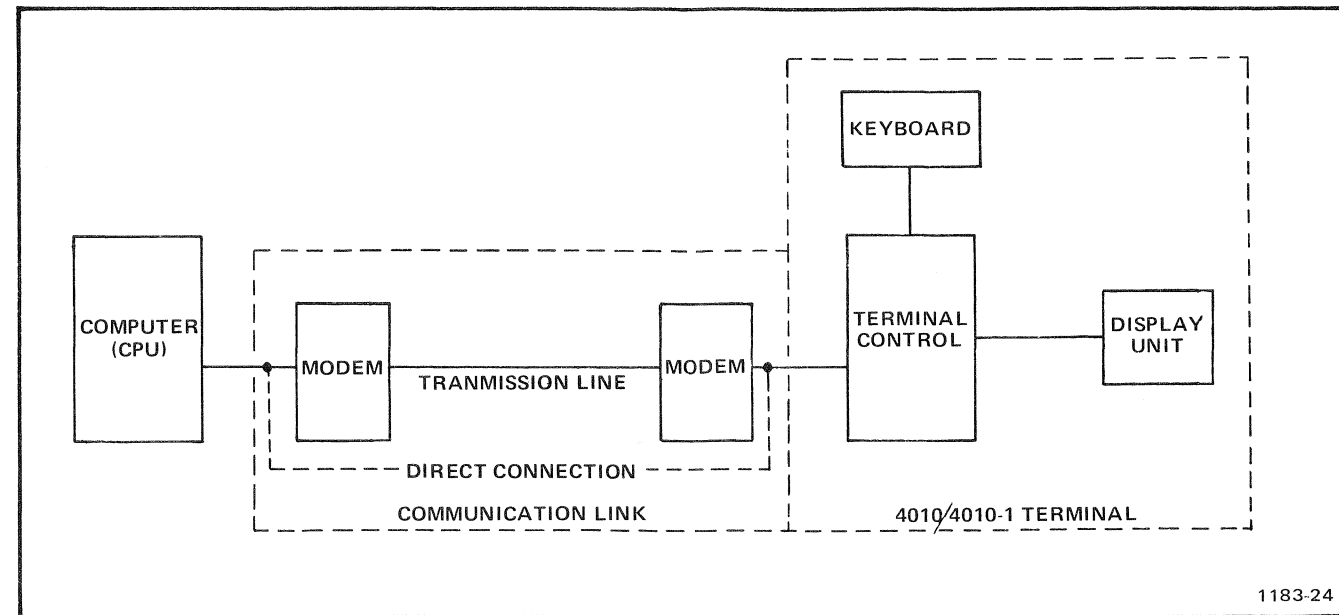 KEYBOARD
COMPUTER
(CPU)
MODEM
TRANMISSION LINE
MODEM
TERMINAL
CONTROL
DISPLAY
UNIT
DIRECT CONNECTION
COMMUNICATION LINK
4010/4010-1 TERMINAL
1183-24